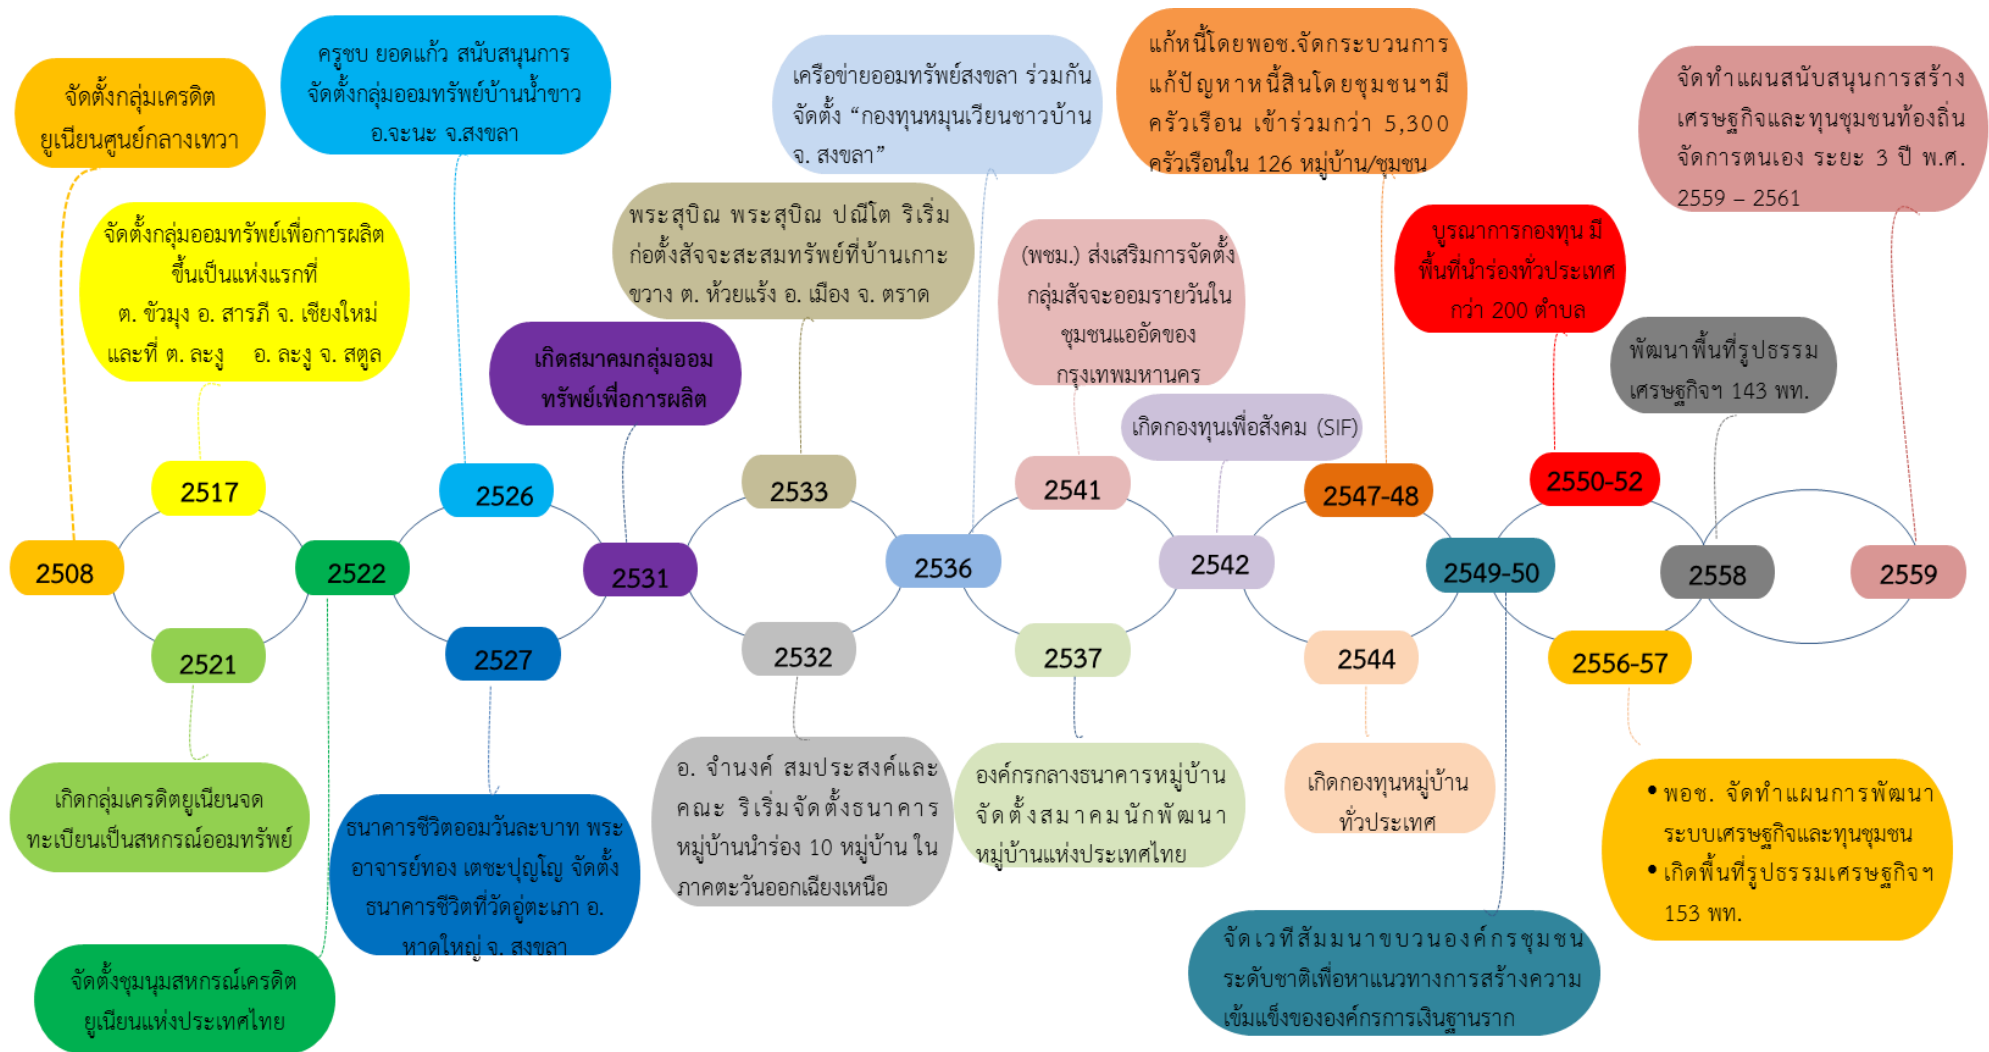 จัดตั้งกลุ่มเครดิต
ยูเนียนศูนย์กลางเทวา
ครูชบ ยอดแก้ว สนับสนุนการ
จัดตั้งกลุ่มออมทรัพย์บ้านน้ำขาว
อ.จะนะ จ.สงขลา
เครือข่ายออมทรัพย์สงขลา ร่วมกัน
จัดตั้ง “กองทุนหมุนเวียนชาวบ้าน
จ. สงขลา”
แก้หนี้โดยพอช.จัดกระบวนการ
แก้ปัญหาหนี้สินโดยชุมชนฯมี
ครัวเรือน เข้าร่วมกว่า 5,300
ครัวเรือนใน 126 หมู่บ้าน/ชุมชน
จัดทำแผนสนับสนุนการสร้าง
เศรษฐกิจและทุนชุมชนท้องถิ่น
จัดการตนเอง ระยะ 3 ปี พ.ศ.
2559 – 2561
จัดตั้งกลุ่มออมทรัพย์เพื่อการผลิต
ขึ้นเป็นแห่งแรกที่
ต. ขัวมุง อ. สารภี จ. เชียงใหม่
และที่ ต. ละงู อ. ละงู จ. สตูล
พระสุบิณ พระสุบิณ ปณีโต ริเริ่ม
ก่อตั้งสัจจะสะสมทรัพย์ที่บ้านเกาะ
ขวาง ต. ห้วยแร้ง อ. เมือง จ. ตราด
(พชม.) ส่งเสริมการจัดตั้ง
กลุ่มสัจจะออมรายวันใน
ชุมชนแออัดของ
กรุงเทพมหานคร
บูรณาการกองทุน มี
พื้นที่นำร่องทั่วประเทศ
กว่า 200 ตำบล
เกิดสมาคมกลุ่มออม
ทรัพย์เพื่อการผลิต
พัฒนาพื้นที่รูปธรรม
เศรษฐกิจฯ 143 พท.
เกิดกองทุนเพื่อสังคม (SIF)
2517
2526
2533
2541
2547-48
2550-52
2508
2522
2531
2536
2542
2549-50
2558
2559
2521
2527
2532
2537
2544
2556-57
เกิดกลุ่มเครดิตยูเนียนจด
ทะเบียนเป็นสหกรณ์ออมทรัพย์
ธนาคารชีวิตออมวันละบาท พระ
อาจารย์ทอง เตชะปุญโญ จัดตั้ง
ธนาคารชีวิตที่วัดอู่ตะเภา อ.
หาดใหญ่ จ. สงขลา
อ. จำนงค์ สมประสงค์และ
คณะ ริเริ่มจัดตั้งธนาคาร
หมู่บ้านนำร่อง 10 หมู่บ้าน ใน
ภาคตะวันออกเฉียงเหนือ
องค์กรกลางธนาคารหมู่บ้าน
จัดตั้งสมาคมนักพัฒนา
หมู่บ้านแห่งประเทศไทย
เกิดกองทุนหมู่บ้าน
ทั่วประเทศ
• พอช. จัดทำแผนการพัฒนา
ระบบเศรษฐกิจและทุนชุมชน
• เกิดพื้นที่รูปธรรมเศรษฐกิจฯ
153 พท.
จัดตั้งชุมนุมสหกรณ์เครดิต
ยูเนียนแห่งประเทศไทย
จัดเวทีสัมมนาขบวนองค์กรชุมชน
ระดับชาติเพื่อหาแนวทางการสร้างความ
เข้มแข็งขององค์กรการเงินฐานราก